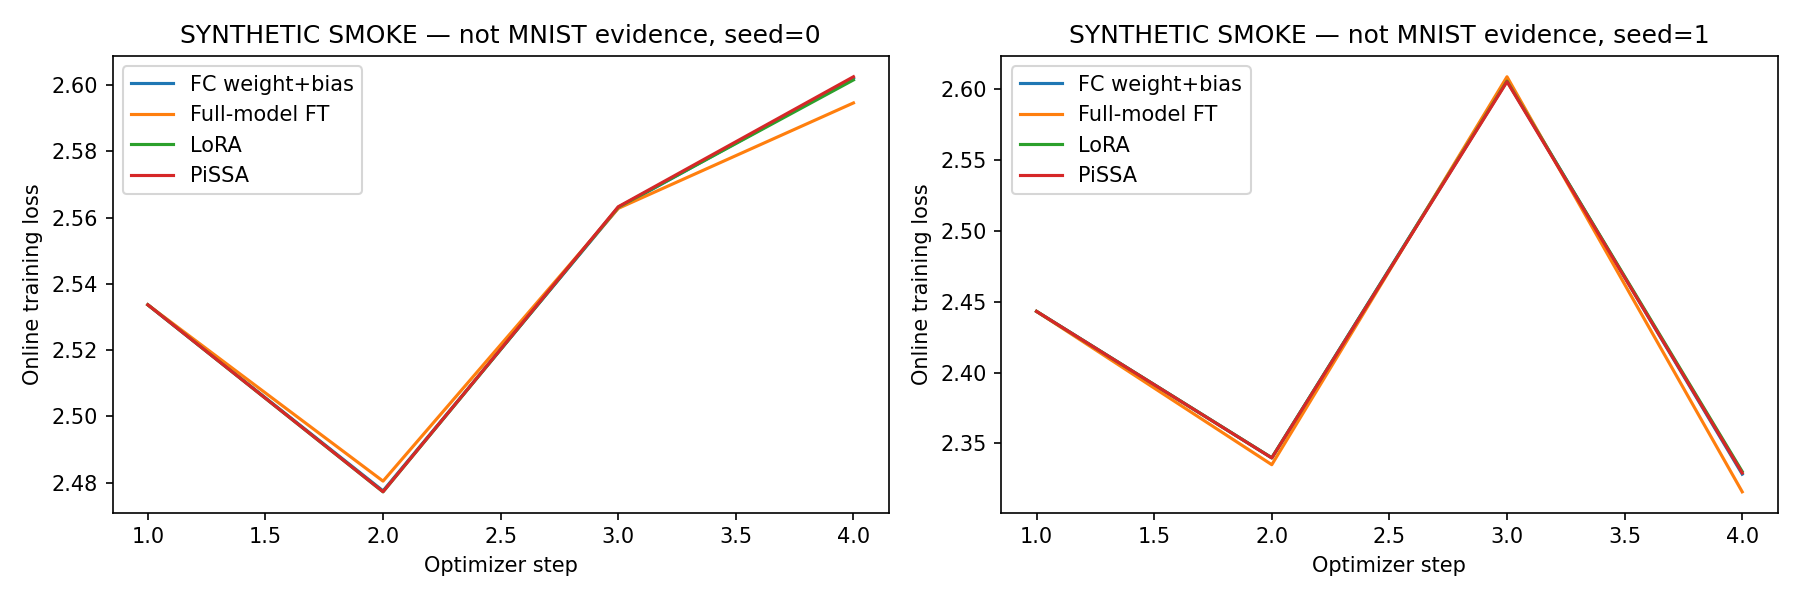 SYNTHETIC SMOKE — not MNIST evidence, seed=0
FC weight+bias
Full-model FT
LoRA
PiSSA
Online training loss
2.60
2.58
2.56
2.54
2.52
2.50
2.48
1.0 1.5 2.0 2.5 3.0 3.5 4.0
Optimizer step
SYNTHETIC SMOKE — not MNIST evidence, seed=1
FC weight+bias
Full-model FT
LoRA
PiSSA
Online training loss
2.60
2.55
2.50
2.45
2.40
2.35
1.0 1.5 2.0 2.5 3.0 3.5 4.0
Optimizer step